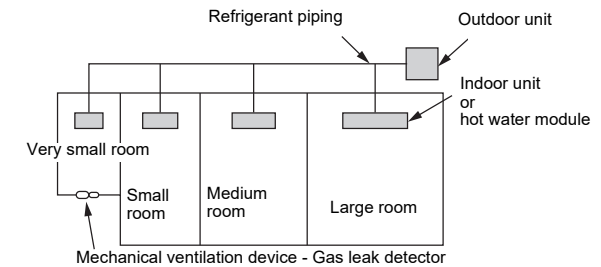 Refrigerant piping
Outdoor unit
Indoor unit
or
hot water module
Very small room
Small
room
Medium
room
Large room
Mechanical ventilation device - Gas leak detector